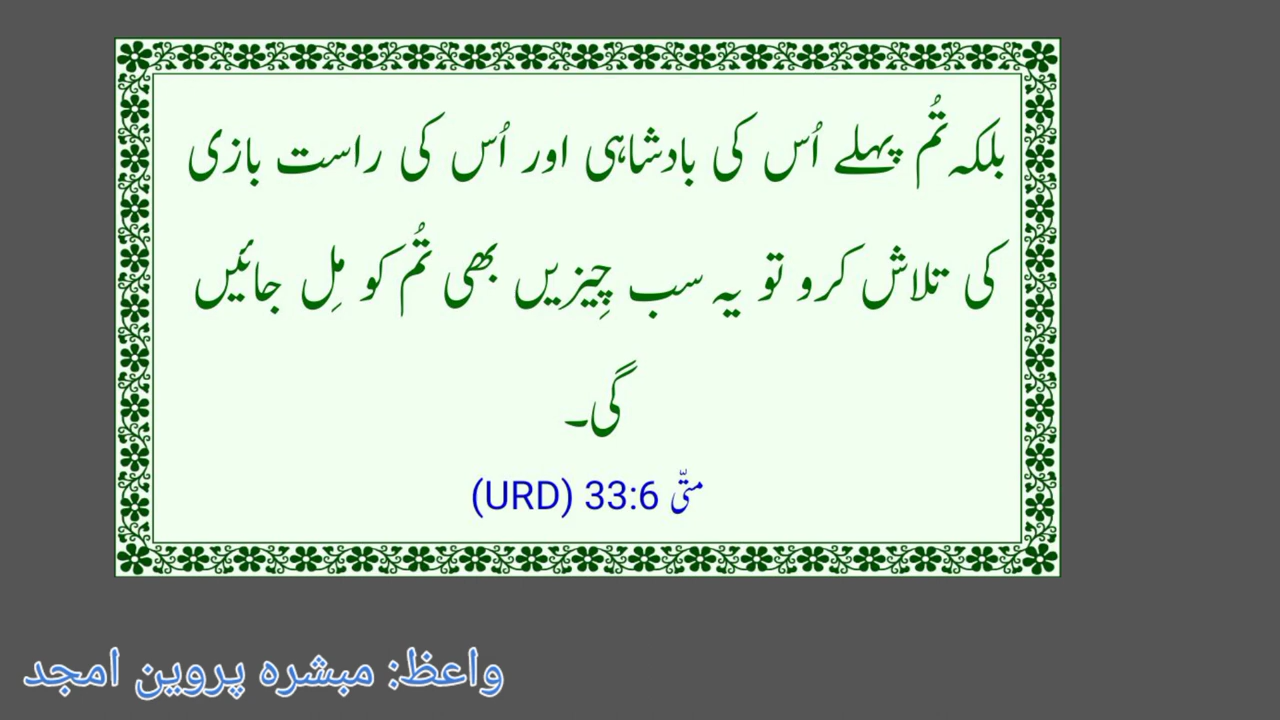 بلکہ تُم پہلے اُس کی بادشاہی اور اُس کی راست بازی
کی تلاش کرو تو یہ سب چِیزیں بھی تُم کو مِل جائیں
گی۔
متّی 33:6 (URD)
واعظ: مبشرہ پروین امجد